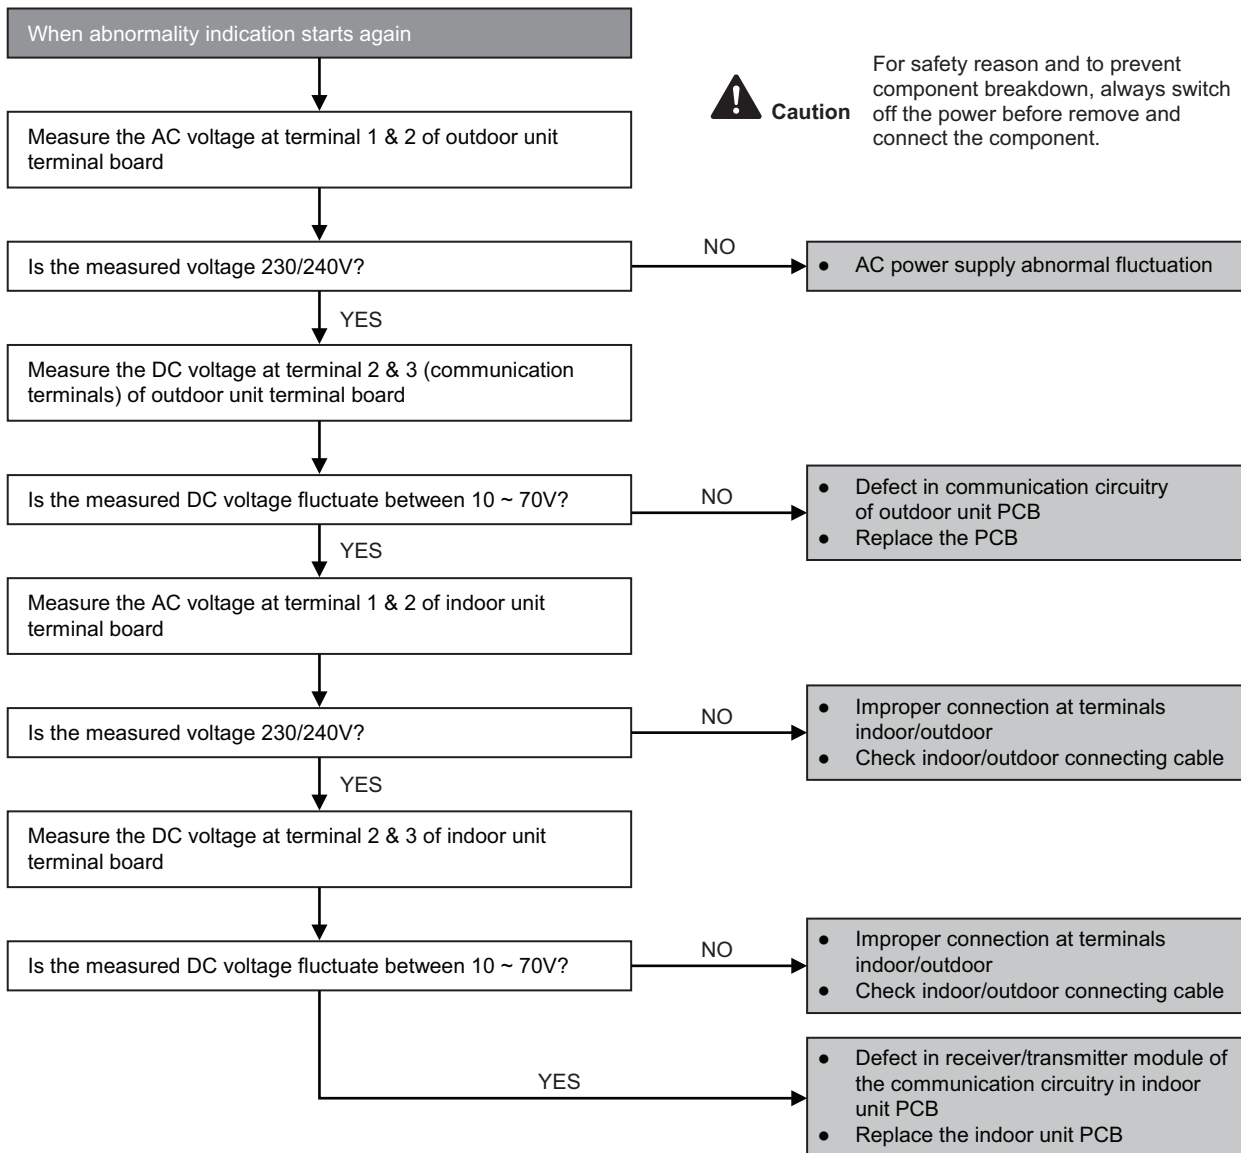 When abnormality indication starts again
For safety reason and to prevent
component breakdown, always switch
off the power before remove and
connect the component.
Caution
Measure the AC voltage at terminal 1 & 2 of outdoor unit
terminal board
Is the measured voltage 230/240V?
NO
● AC power supply abnormal fluctuation
YES
Measure the DC voltage at terminal 2 & 3 (communication
terminals) of outdoor unit terminal board
Is the measured DC voltage fluctuate between 10 ~ 70V?
NO
● Defect in communication circuitry
of outdoor unit PCB
● Replace the PCB
YES
Measure the AC voltage at terminal 1 & 2 of indoor unit
terminal board
Is the measured voltage 230/240V?
NO
● Improper connection at terminals
indoor/outdoor
● Check indoor/outdoor connecting cable
YES
Measure the DC voltage at terminal 2 & 3 of indoor unit
terminal board
Is the measured DC voltage fluctuate between 10 ~ 70V?
NO
● Improper connection at terminals
indoor/outdoor
● Check indoor/outdoor connecting cable
YES
● Defect in receiver/transmitter module of
the communication circuitry in indoor
unit PCB
● Replace the indoor unit PCB